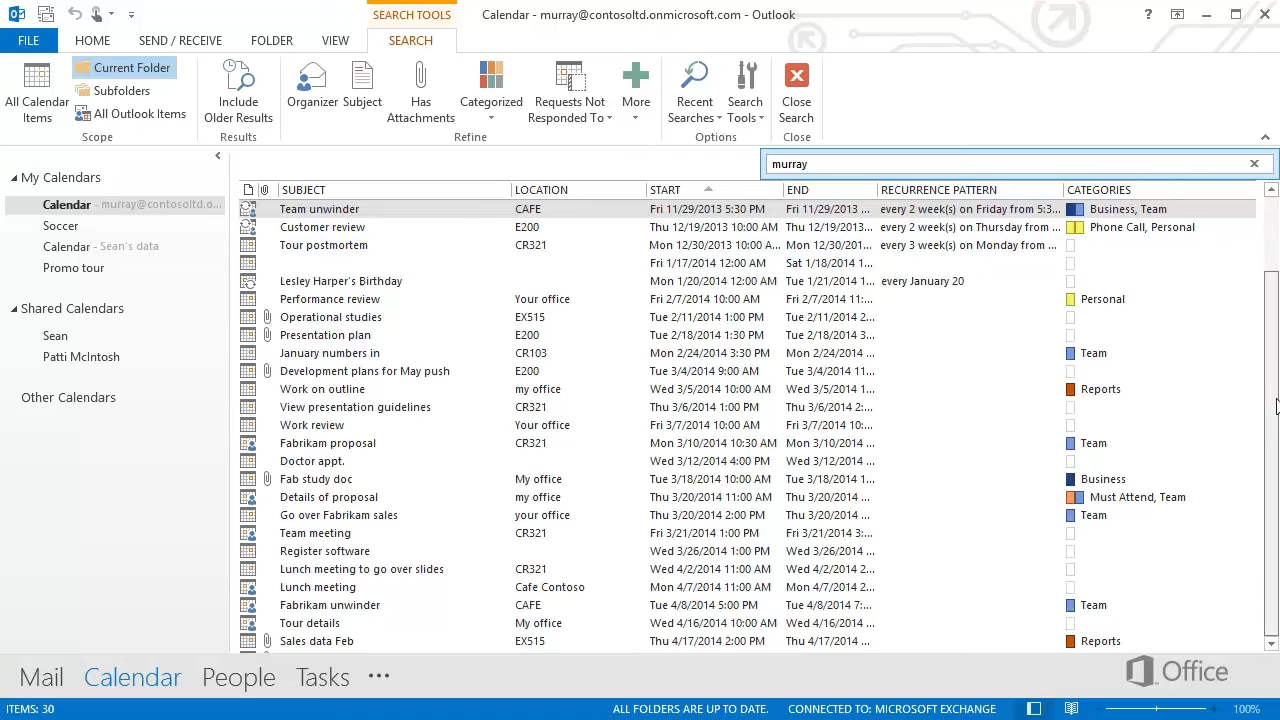 SEARCH TOOLS
Calendar - murray@contosoltd.onmicrosoft.com - Outlook
?
FILE HOME SEND / RECEIVE FOLDER VIEW SEARCH
All Calendar Items
Current Folder
Subfolders
All Outlook Items
Scope
Include Older Results
Results
Organizer
Subject
Has Attachments
Categorized
Requests Not Responded To
More
Refine
Recent Searches
Search Tools
Options
Close Search
Close
murray
My Calendars
Calendar - murray@contosoltd.o...
Soccer
Calendar - Sean's data
Promo tour
Shared Calendars
Sean
Patti McIntosh
Other Calendars
SUBJECT LOCATION START END RECURRENCE PATTERN CATEGORIES
Team unwinder CAFE Fri 11/29/2013 5:30 PM Fri 11/29/2013 ... every 2 week(s) on Friday from 5:3... Business, Team
Customer review E200 Thu 12/19/2013 10:00 AM Thu 12/19/2013... every 2 week(s) on Thursday from ... Phone Call, Personal
Tour postmortem CR321 Mon 12/30/2013 10:00 A... Mon 12/30/201... every 3 week(s) on Monday from ...
Fri 1/17/2014 12:00 AM Sat 1/18/2014 1...
Lesley Harper's Birthday Mon 1/20/2014 12:00 AM Tue 1/21/2014 1... every January 20
Performance review Your office Fri 2/7/2014 10:00 AM Fri 2/7/2014 11:... Personal
Operational studies EX515 Tue 2/11/2014 1:00 PM Tue 2/11/2014 2...
Presentation plan E200 Tue 2/18/2014 1:30 PM Tue 2/18/2014 3...
January numbers in CR103 Mon 2/24/2014 3:30 PM Mon 2/24/2014 ... Team
Development plans for May push E200 Tue 3/4/2014 9:00 AM Tue 3/4/2014 11...
Work on outline my office Wed 3/5/2014 10:00 AM Wed 3/5/2014 1... Reports
View presentation guidelines CR321 Thu 3/6/2014 1:00 PM Thu 3/6/2014 2:...
Work review Your office Fri 3/7/2014 10:00 AM Fri 3/7/2014 10:...
Fabrikam proposal CR321 Mon 3/10/2014 10:30 AM Mon 3/10/2014 ... Team
Doctor appt. Wed 3/12/2014 4:00 PM Wed 3/12/2014 ...
Fab study doc My office Tue 3/18/2014 10:00 AM Tue 3/18/2014 1... Business
Details of proposal my office Thu 3/20/2014 11:00 AM Thu 3/20/2014 ... Must Attend, Team
Go over Fabrikam sales your office Thu 3/20/2014 2:00 PM Thu 3/20/2014 ... Team
Team meeting CR321 Fri 3/21/2014 1:00 PM Fri 3/21/2014 3:...
Register software Wed 3/26/2014 1:00 PM Wed 3/26/2014 ...
Lunch meeting to go over slides CR321 Wed 4/2/2014 11:00 AM Wed 4/2/2014 ...
Lunch meeting Cafe Contoso Mon 4/7/2014 11:00 AM Mon 4/7/2014 2...
Fabrikam unwinder CAFE Tue 4/8/2014 5:00 PM Tue 4/8/2014 7:... Team
Tour details My office Wed 4/16/2014 10:00 AM Wed 4/16/2014 ...
Sales data Feb EX515 Thu 4/17/2014 2:00 PM Thu 4/17/2014 ... Reports
Mail Calendar People Tasks ...
Office
ITEMS: 30 ALL FOLDERS ARE UP TO DATE. CONNECTED TO: MICROSOFT EXCHANGE 100%